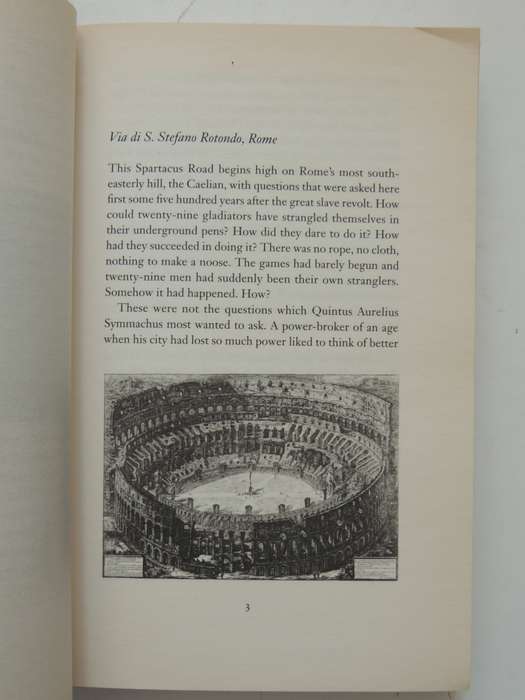 Via di S. Stefano Rotondo, Rome
This Spartacus Road begins high on Rome's most south-
easterly hill, the Caelian, with questions that were asked here
first some five hundred years after the great slave revolt. How
could twenty-nine gladiators have strangled themselves in
their underground pens? How did they dare to do it? How
had they succeeded in doing it? There was no rope, no cloth,
nothing to make a noose. The games had barely begun and
twenty-nine men had suddenly been their own stranglers.
Somehow it had happened. How?
These were not the questions which Quintus Aurelius
Symmachus most wanted to ask. A power-broker of an age
when his city had lost so much power liked to think of better
3